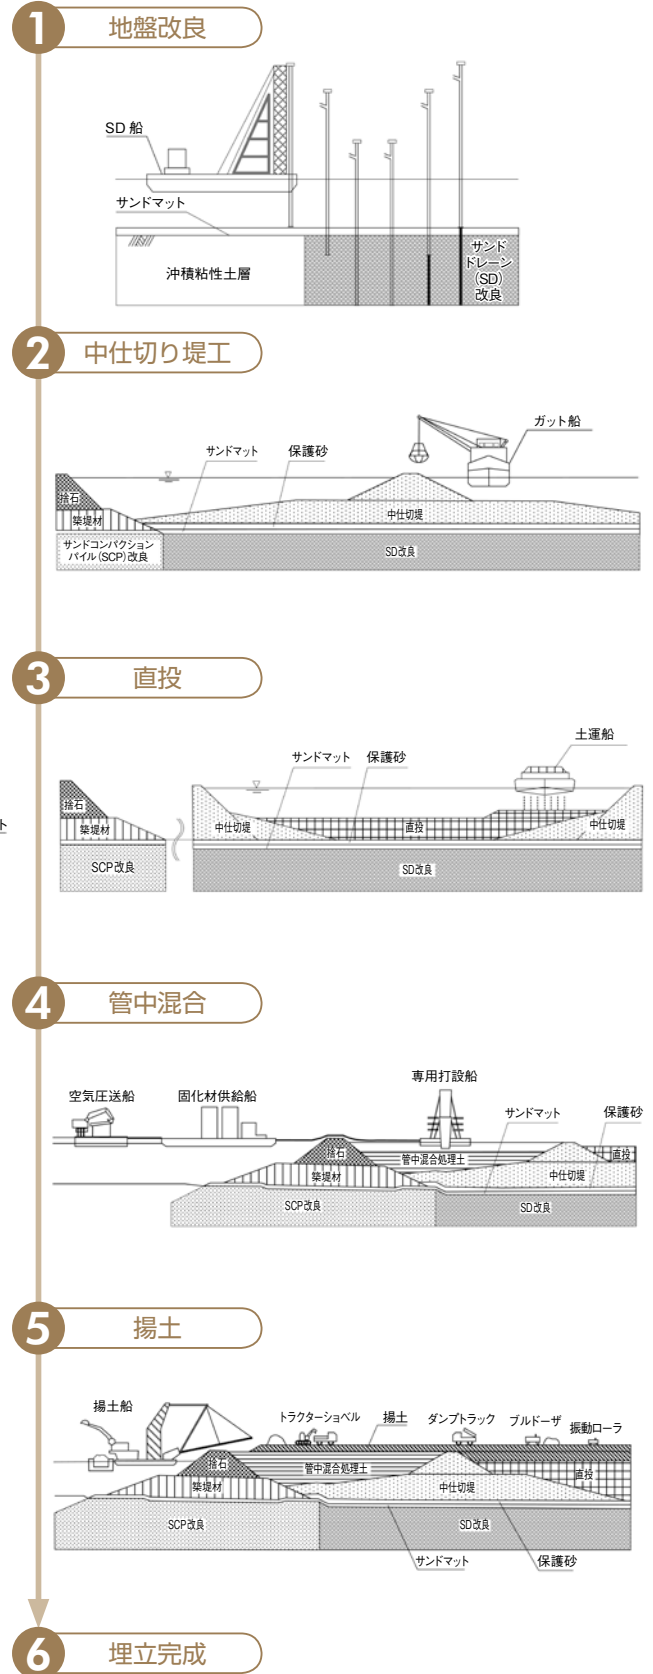 1 地盤改良
SD 船
サンドマット
沖積粘性土層
サンド
ドレーン
(SD)
改良
2 中仕切り堤工
ガット船
サンドマット
保護砂
捨石
築堤材
中仕切堤
サンドコンパクション
パイル(SCP)改良
SD改良
3 直投
土運船
サンドマット
保護砂
捨石
築堤材
中仕切堤
直投
中仕切堤
SCP改良
SD改良
ト
4 管中混合
専用打設船
空気圧送船
固化材供給船
サンドマット
保護砂
捨石
管中混合処理土
直投
築堤材
中仕切堤
SCP改良
SD改良
5 揚土
揚土船
トラクターショベル
揚土
ダンプトラック
ブルドーザ
振動ローラ
捨石
管中混合処理土
直投
築堤材
中仕切堤
SCP改良
SD改良
サンドマット
保護砂
6 埋立完成